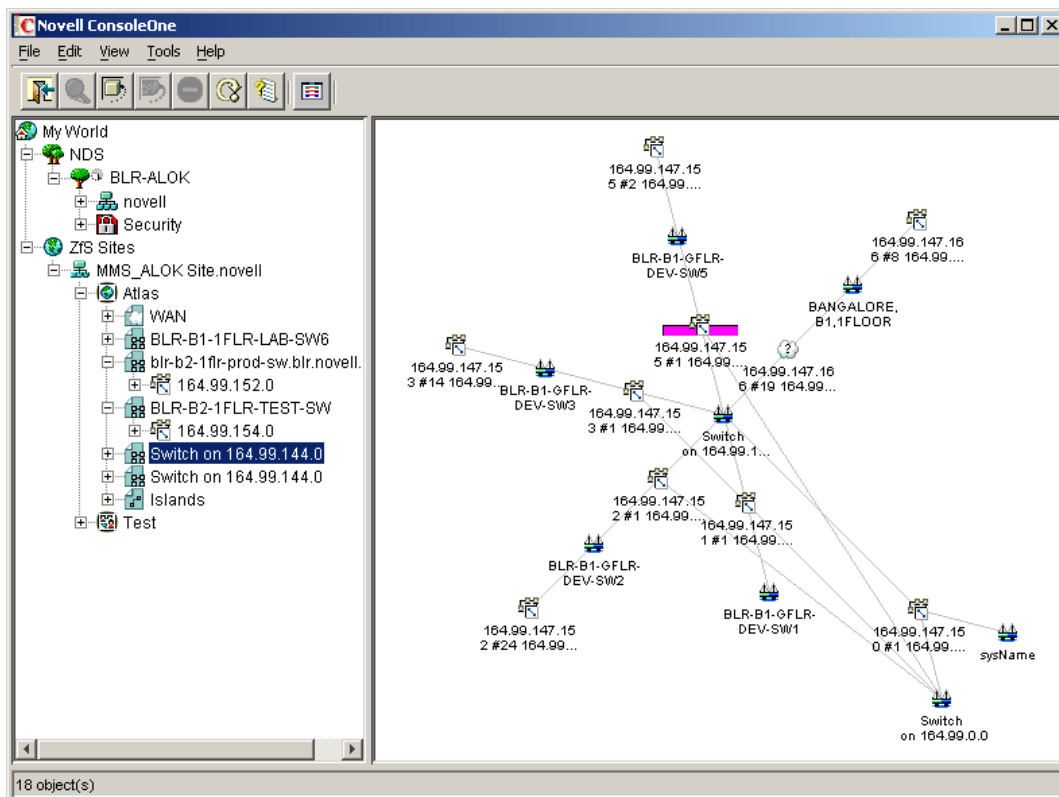 Novell ConsoleOne
File Edit View Tools Help
My World
NDS
BLR-ALOK
novell
Security
ZfS Sites
MMS_ALOK Site.novell
Atlas
WAN
BLR-B1-1FLR-LAB-SW6
blr-b2-1flr-prod-sw.blr.novell.
164.99.152.0
BLR-B2-1FLR-TEST-SW
164.99.154.0
Switch on 164.99.144.0
Switch on 164.99.144.0
Islands
Test
164.99.147.15
5 #2 164.99....
BLR-B1-GFLR-
DEV-SW5
164.99.147.16
6 #8 164.99....
BANGALORE,
B1,1FLOOR
164.99.147.15
5 #1 164.99....
?
164.99.147.16
6 #19 164.99....
164.99.147.15
3 #14 164.99...
BLR-B1-GFLR-
DEV-SW3
164.99.147.15
3 #1 164.99....
Switch
on 164.99.1...
164.99.147.15
2 #1 164.99....
164.99.147.15
1 #1 164.99....
BLR-B1-GFLR-
DEV-SW2
BLR-B1-GFLR-
DEV-SW1
164.99.147.15
2 #24 164.99...
164.99.147.15
0 #1 164.99....
sysName
Switch
on 164.99.0.0
18 object(s)